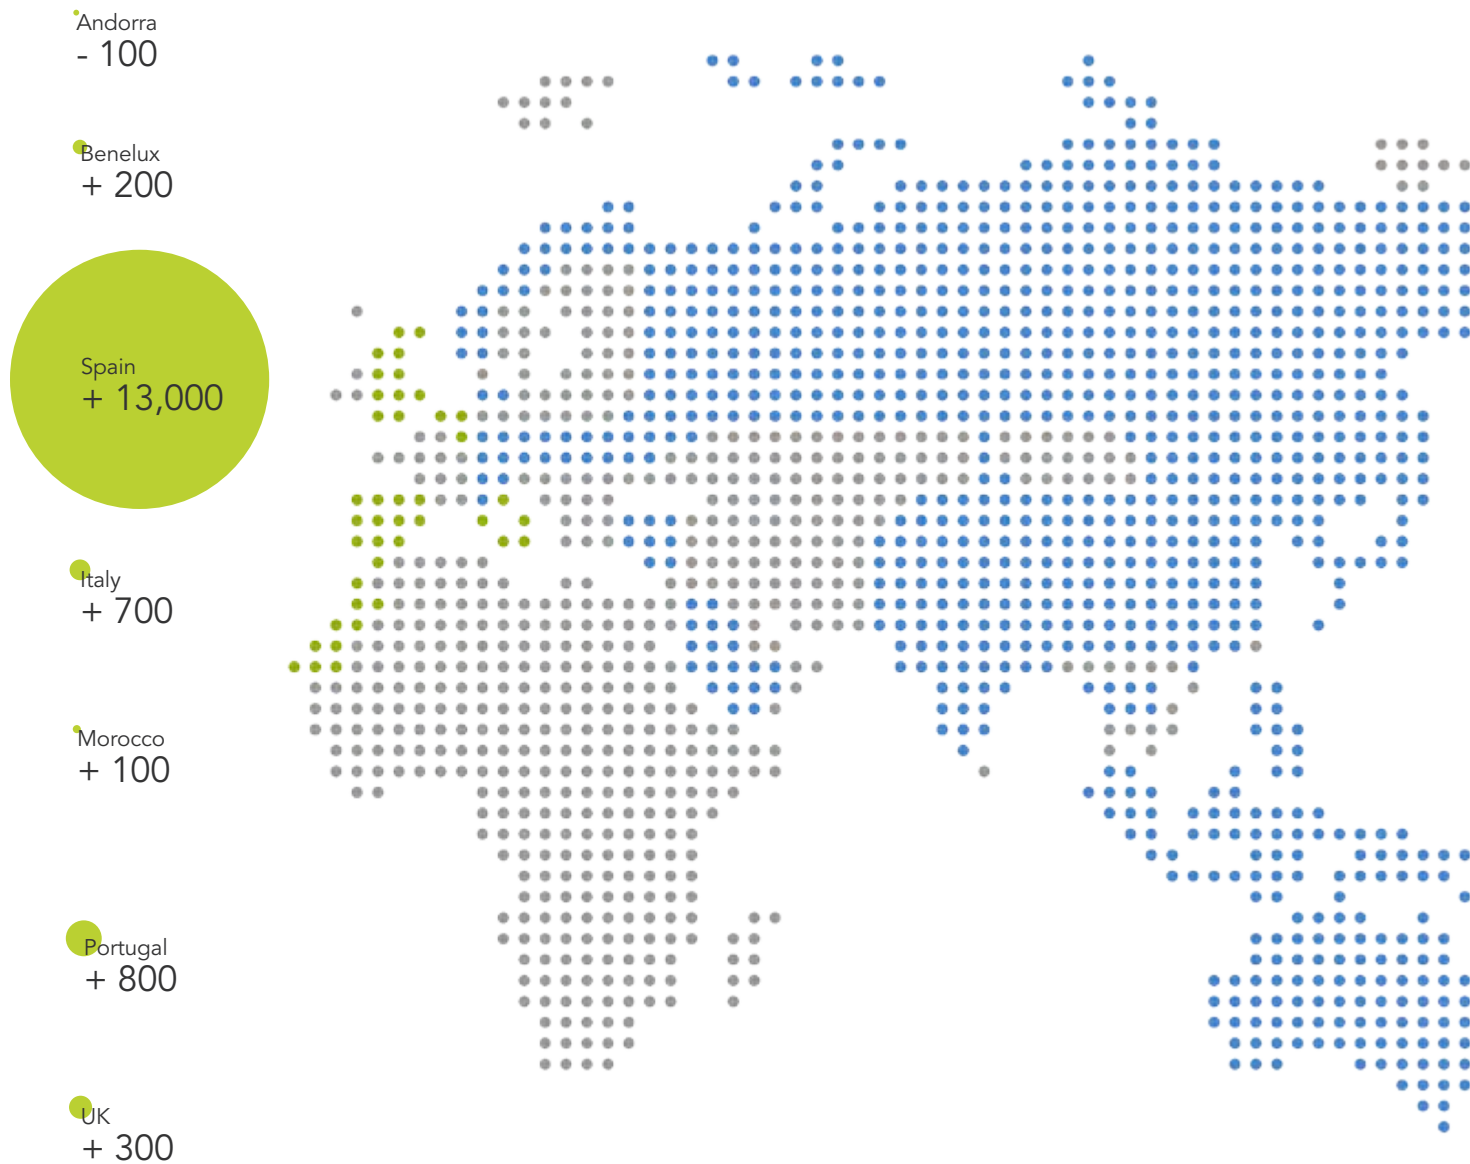 Andorra
- 100
Benelux
+ 200
Spain
+ 13,000
Italy
+ 700
Morocco
+ 100
Portugal
+ 800
UK
+ 300